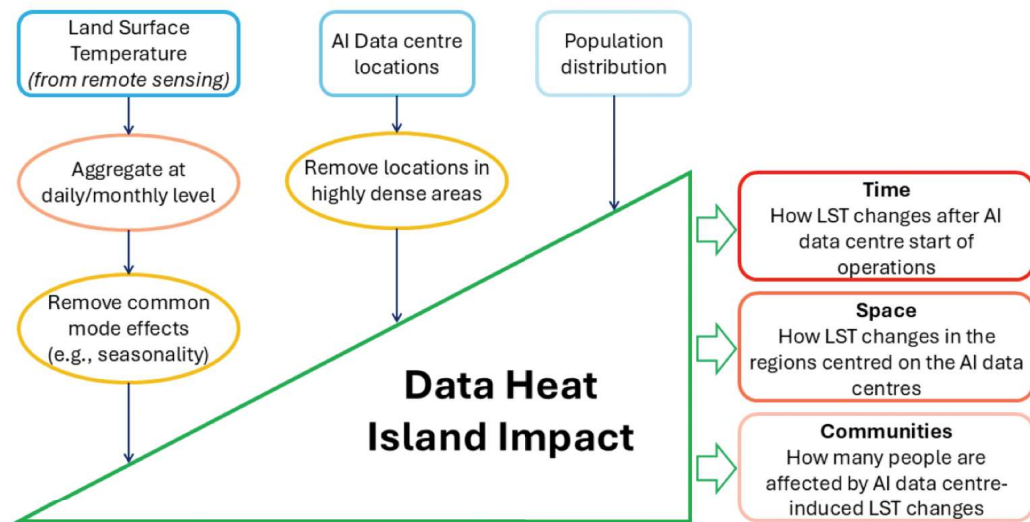 Land Surface
Temperature
(from remote sensing)
AI Data centre
locations
Population
distribution
Aggregate at
daily/monthly level
Remove locations in
highly dense areas
Remove common
mode effects
(e.g., seasonality)
Data Heat
Island Impact
Time
How LST changes after AI
data centre start of
operations
Space
How LST changes in the
regions centred on the AI data
centres
Communities
How many people are
affected by AI data centre-
induced LST changes